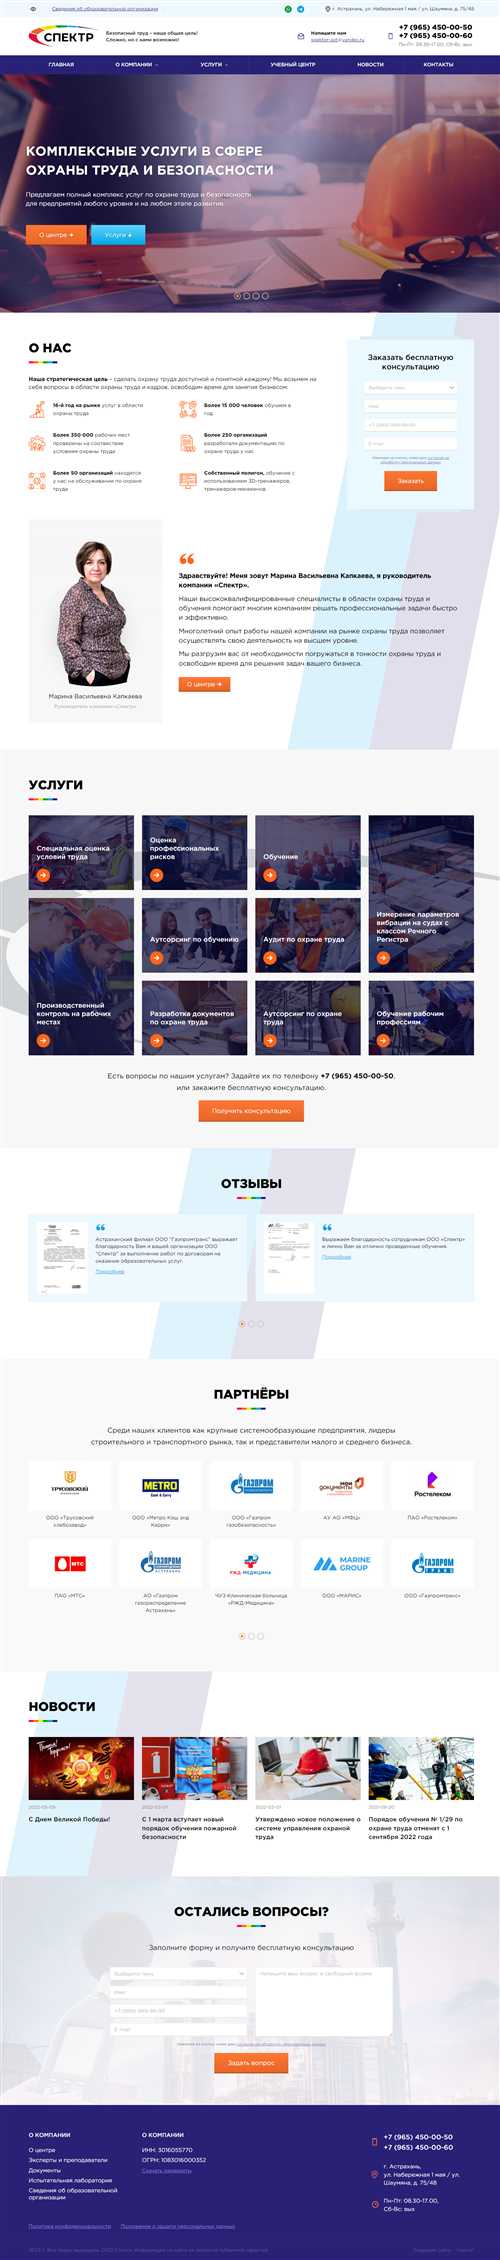 Сведения об образовательной организации
г. Астрахань, ул. Набережная 1 мая / ул. Шаумяна, д. 75/48
СПЕКТР
Безопасный труд – наша общая цель!
Сложно, но с нами возможно!
Напишите нам
+7 (965) 450-00-50
+7 (965) 450-00-60
Пн-Пт: 08.30-17.00, Сб-Вс: вых
ГЛАВНАЯ
О КОМПАНИИ
УСЛУГИ
УЧЕБНЫЙ ЦЕНТР
НОВОСТИ
КОНТАКТЫ
КОМПЛЕКСНЫЕ УСЛУГИ В СФЕРЕ
ОХРАНЫ ТРУДА И БЕЗОПАСНОСТИ
Предлагаем полный комплекс услуг по охране труда и безопасности
для предприятий любого уровня и на любом этапе развития.
О центре →
Услуги ↓
О НАС
Наша стратегическая цель – сделать охрану труда доступной и понятной каждому! Мы возьмем на
себя вопросы в области охраны труда и кадров, освободим время для занятия бизнесом:
16-й год на рынке услуг в области
охраны труда
Более 15 000 человек обучаем в
год
Более 350 000 рабочих мест
проверены на соответствие
условиям охраны труда
Более 250 организаций
разработали документацию по
охране труда у нас
Более 50 организаций находятся
у нас на обслуживании по охране
труда
Собственный полигон, обучение с
использованием 3D-тренажеров,
тренажеров-манекенов
Заказать бесплатную
консультацию
Выберите тему
Имя
E-mail
Заказать
Марина Васильевна Капкаева
Руководитель компании «Спектр»
Здравствуйте! Меня зовут Марина Васильевна Капкаева, я руководитель
компании «Спектр».
Наши высококвалифицированные специалисты в области охраны труда и
обучения помогают многим компаниям решать профессиональные задачи быстро
и эффективно.
Многолетний опыт работы нашей компании на рынке охраны труда позволяет
осуществлять свою деятельность на высшем уровне.
Мы разгрузим вас от необходимости погружаться в тонкости охраны труда и
освободим время для решения задач вашего бизнеса.
О центре →
УСЛУГИ
Специальная оценка
условий труда
Оценка
профессиональных
рисков
Обучение
Измерение параметров
вибрации на судах с
классом Речного
Регистра
Производственный
контроль на рабочих
местах
Аутсорсинг по обучению
Аудит по охране труда
Разработка документов
по охране труда
Аутсорсинг по охране
труда
Обучение рабочим
профессиям
Есть вопросы по нашим услугам? Задайте их по телефону +7 (965) 450-00-50,
или закажите бесплатную консультацию.
Получить консультацию
ОТЗЫВЫ
Астраханский филиал ООО "Газпромтранс" выражает
благодарность Вам и вашей организации ООО
"Спектр" за выполнение работ по договорам на
оказание образовательных услуг.
Подробнее
Выражаем благодарность сотрудникам ООО «Спектр»
и лично Вам за отлично проведенные обучения.
Подробнее
ПАРТНЁРЫ
Среди наших клиентов как крупные системообразующие предприятия, лидеры
строительного и транспортного рынка, так и представители малого и среднего бизнеса.
ТРУСОВСКИЙ
METRO
Cash & Carry
ГАЗПРОМ
мои
документы
Ростелеком
ООО «Трусовский
хлебозавод»
ООО «Метро Кэш энд
Керри»
ООО «Газпром
газобезопасность»
АУ АО «МФЦ»
ПАО «Ростелеком»
МТС
ГАЗПРОМ
РЖД-МЕДИЦИНА
MARINE
GROUP
ГАЗПРОМ
ТРАНС
ПАО «МТС»
АО «Газпром
газораспределение
Астрахань»
ЧУЗ-Клиническая больница
«РЖД-Медицина»
ООО «МАРИС»
ООО «Газпромтранс»
НОВОСТИ
С Днем Великой Победы!
С 1 марта вступает новый
порядок обучения пожарной
безопасности
Утверждено новое положение о
системе управления охраной
труда
Порядок обучения № 1/29 по
охране труда отменят с 1
сентября 2022 года
ОСТАЛИСЬ ВОПРОСЫ?
Заполните форму и получите бесплатную консультацию
Выберите тему
Напишите ваш вопрос в свободной форме
Имя
E-mail
Задать вопрос
О КОМПАНИИ
О центре
Эксперты и преподаватели
Документы
Испытательная лаборатория
Сведения об образовательной
организации
О КОМПАНИИ
ИНН: 3016055770
ОГРН: 1083016000352
Скачать реквизиты
+7 (965) 450-00-50
+7 (965) 450-00-60
г. Астрахань,
ул. Набережная 1 мая / ул.
Шаумяна, д. 75/48
Пн-Пт: 08.30-17.00,
Сб-Вс: вых
Политика конфиденциальности
Положение о защите персональных данных